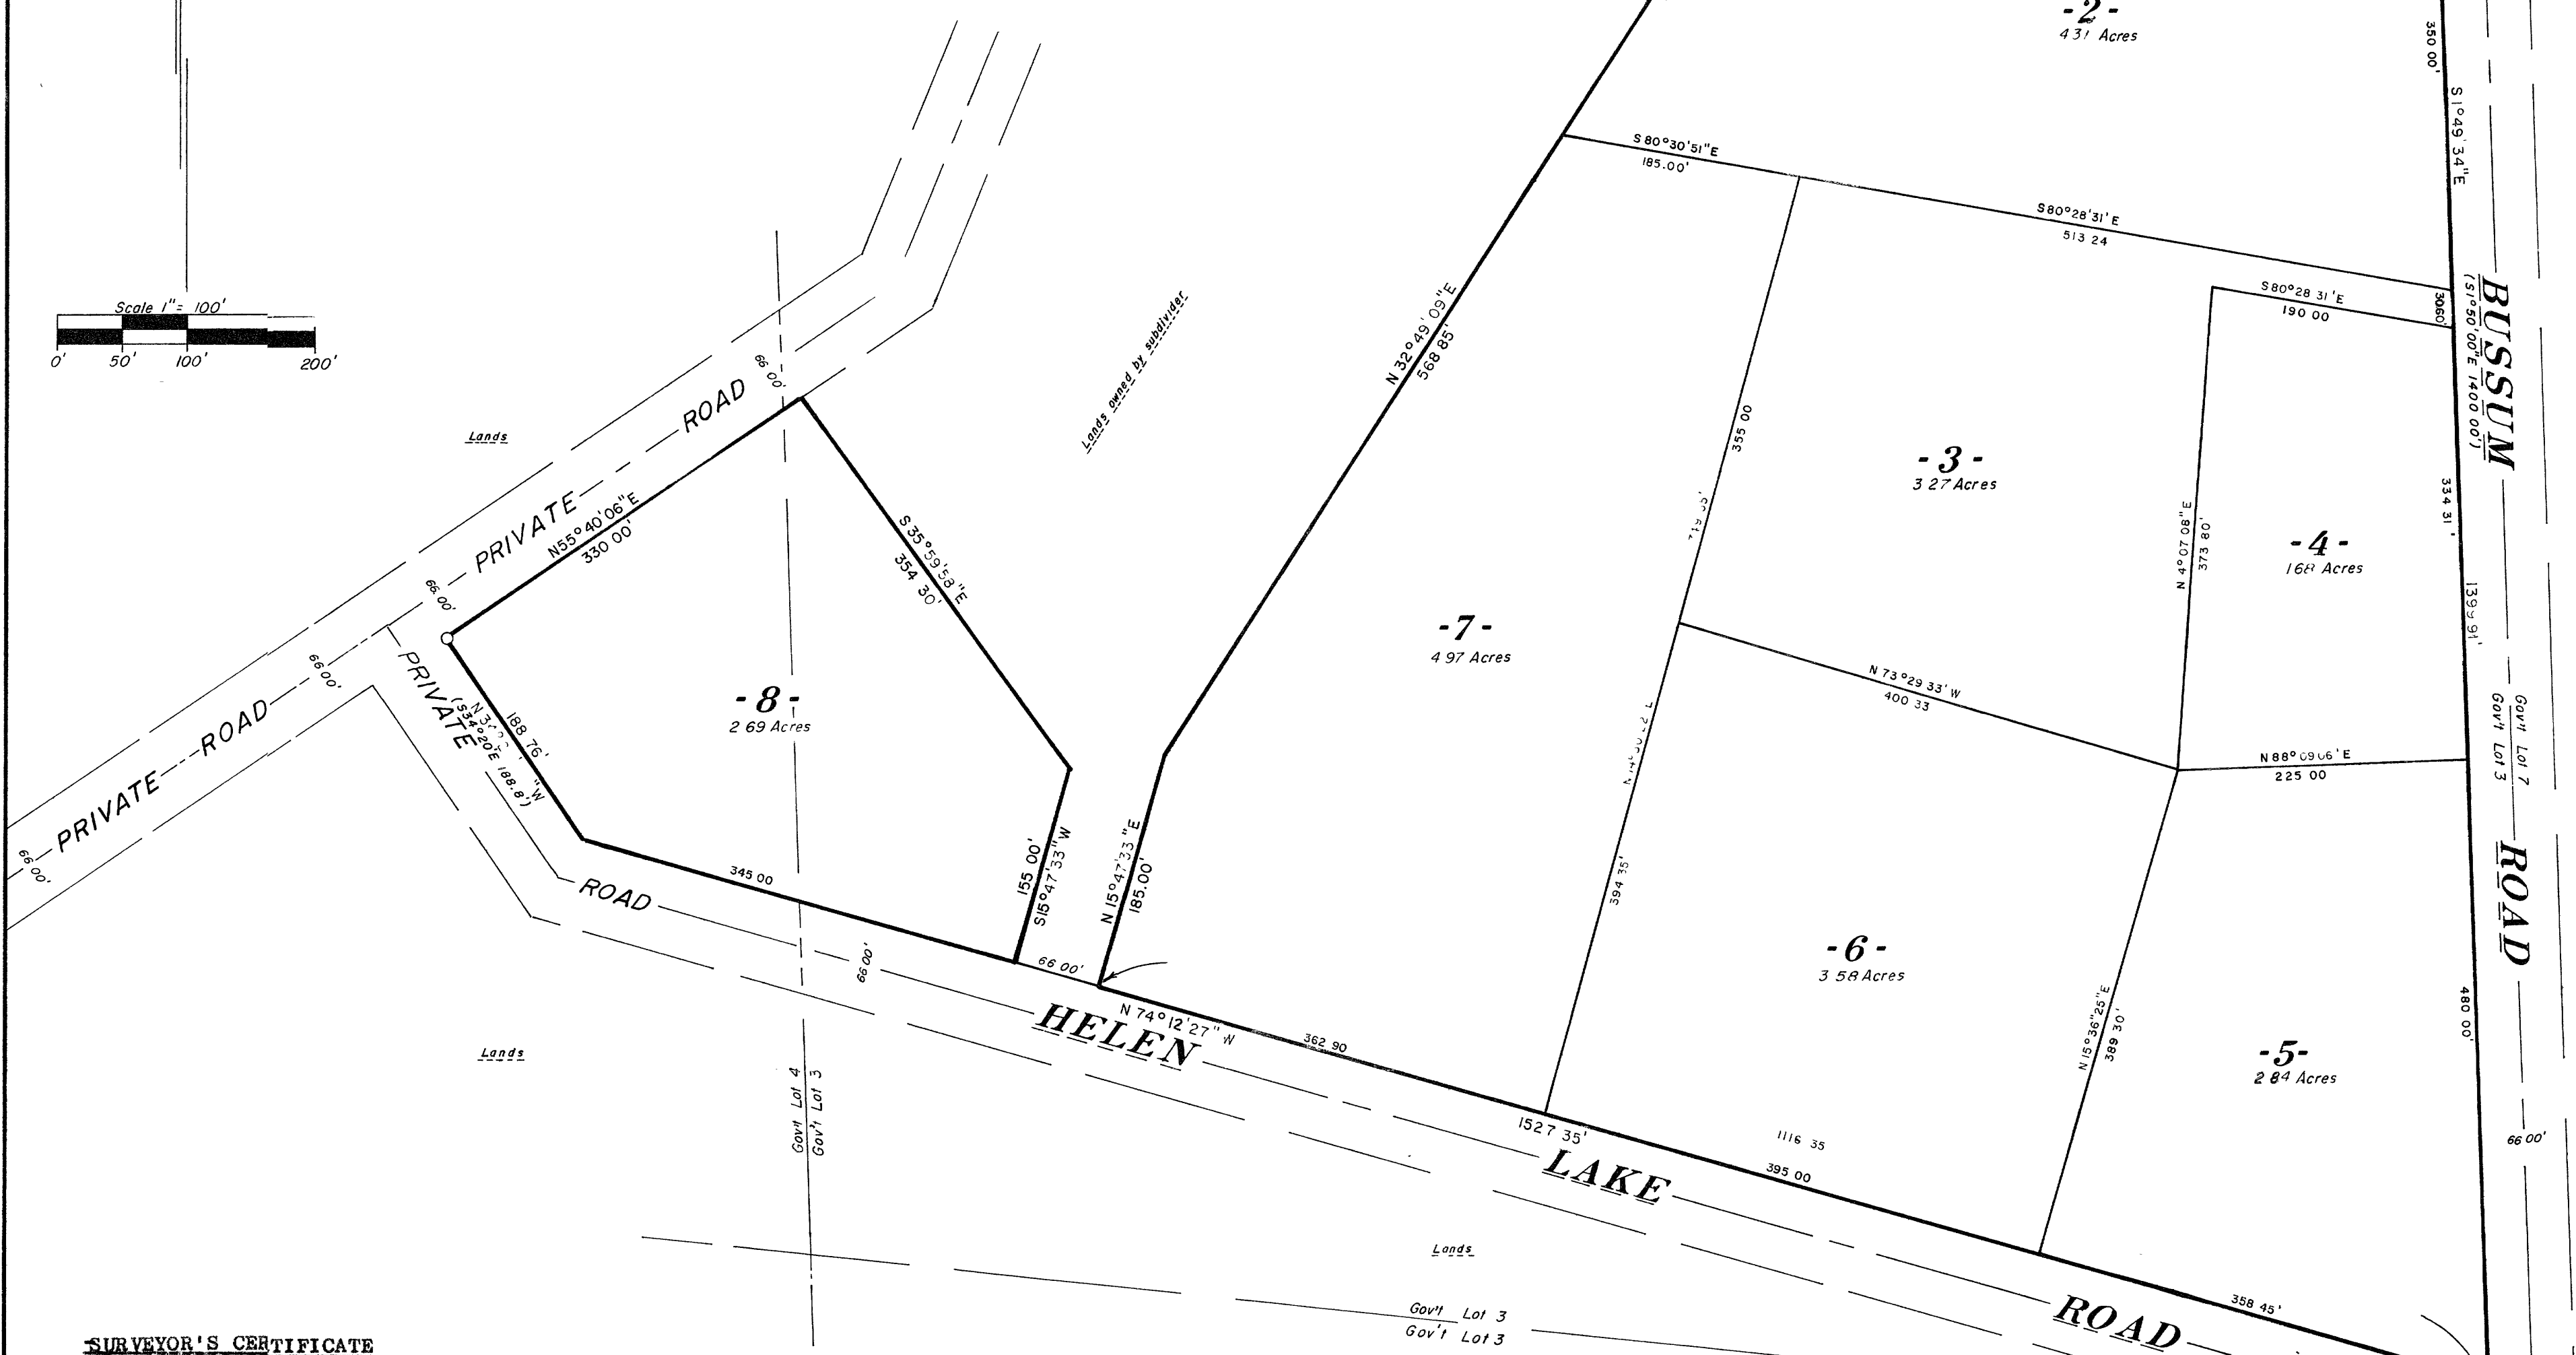 -2-
4 31 Acres
350 00'
S 1°49'34"E
S 80°30'51"E
185.00'
S80°28'31'E
513 24
S80°28 31'E
190 00
3060'
BUSSUM
(S1°50'00"E 1400 00')
Scale 1"= 100'
0' 50' 100' 200'
Lands owned by subdivider
N 32°49'09"E
568 85'
66 00'
ROAD
PRIVATE
Lands
N55°40'06"E
330 00'
S 35°59'58"E
354 30'
355 00
-3-
3 27 Acres
334 31'
N 4°07 08"E
373 80'
-4-
1 68 Acres
1399 91'
66.00'
66 00'
PRIVATE
188 76'
(S34°20'E 188.8')
-8-
2 69 Acres
-7-
4 97 Acres
N 73°29 33'W
400 33
Gov't Lot 7
Gov't Lot 3
N 88°09 06'E
225 00
ROAD
PRIVATE
66 00'
155 00'
S15°47'33"W
N 15°47'33"E
185.00'
394 35'
345 00
ROAD
ROAD
66 00'
66 00'
-6-
3 58 Acres
480 00'
N 74°12'27"W
HELEN
362 90
N 15°36'25"E
389 30'
-5-
2 84 Acres
Lands
Gov't Lot 4
Gov't Lot 3
1527 35'
1116 35
395 00
66 00'
LAKE
Lands
358 45'
Gov't Lot 3
Gov't Lot 3
ROAD
SURVEYOR'S CERTIFICATE